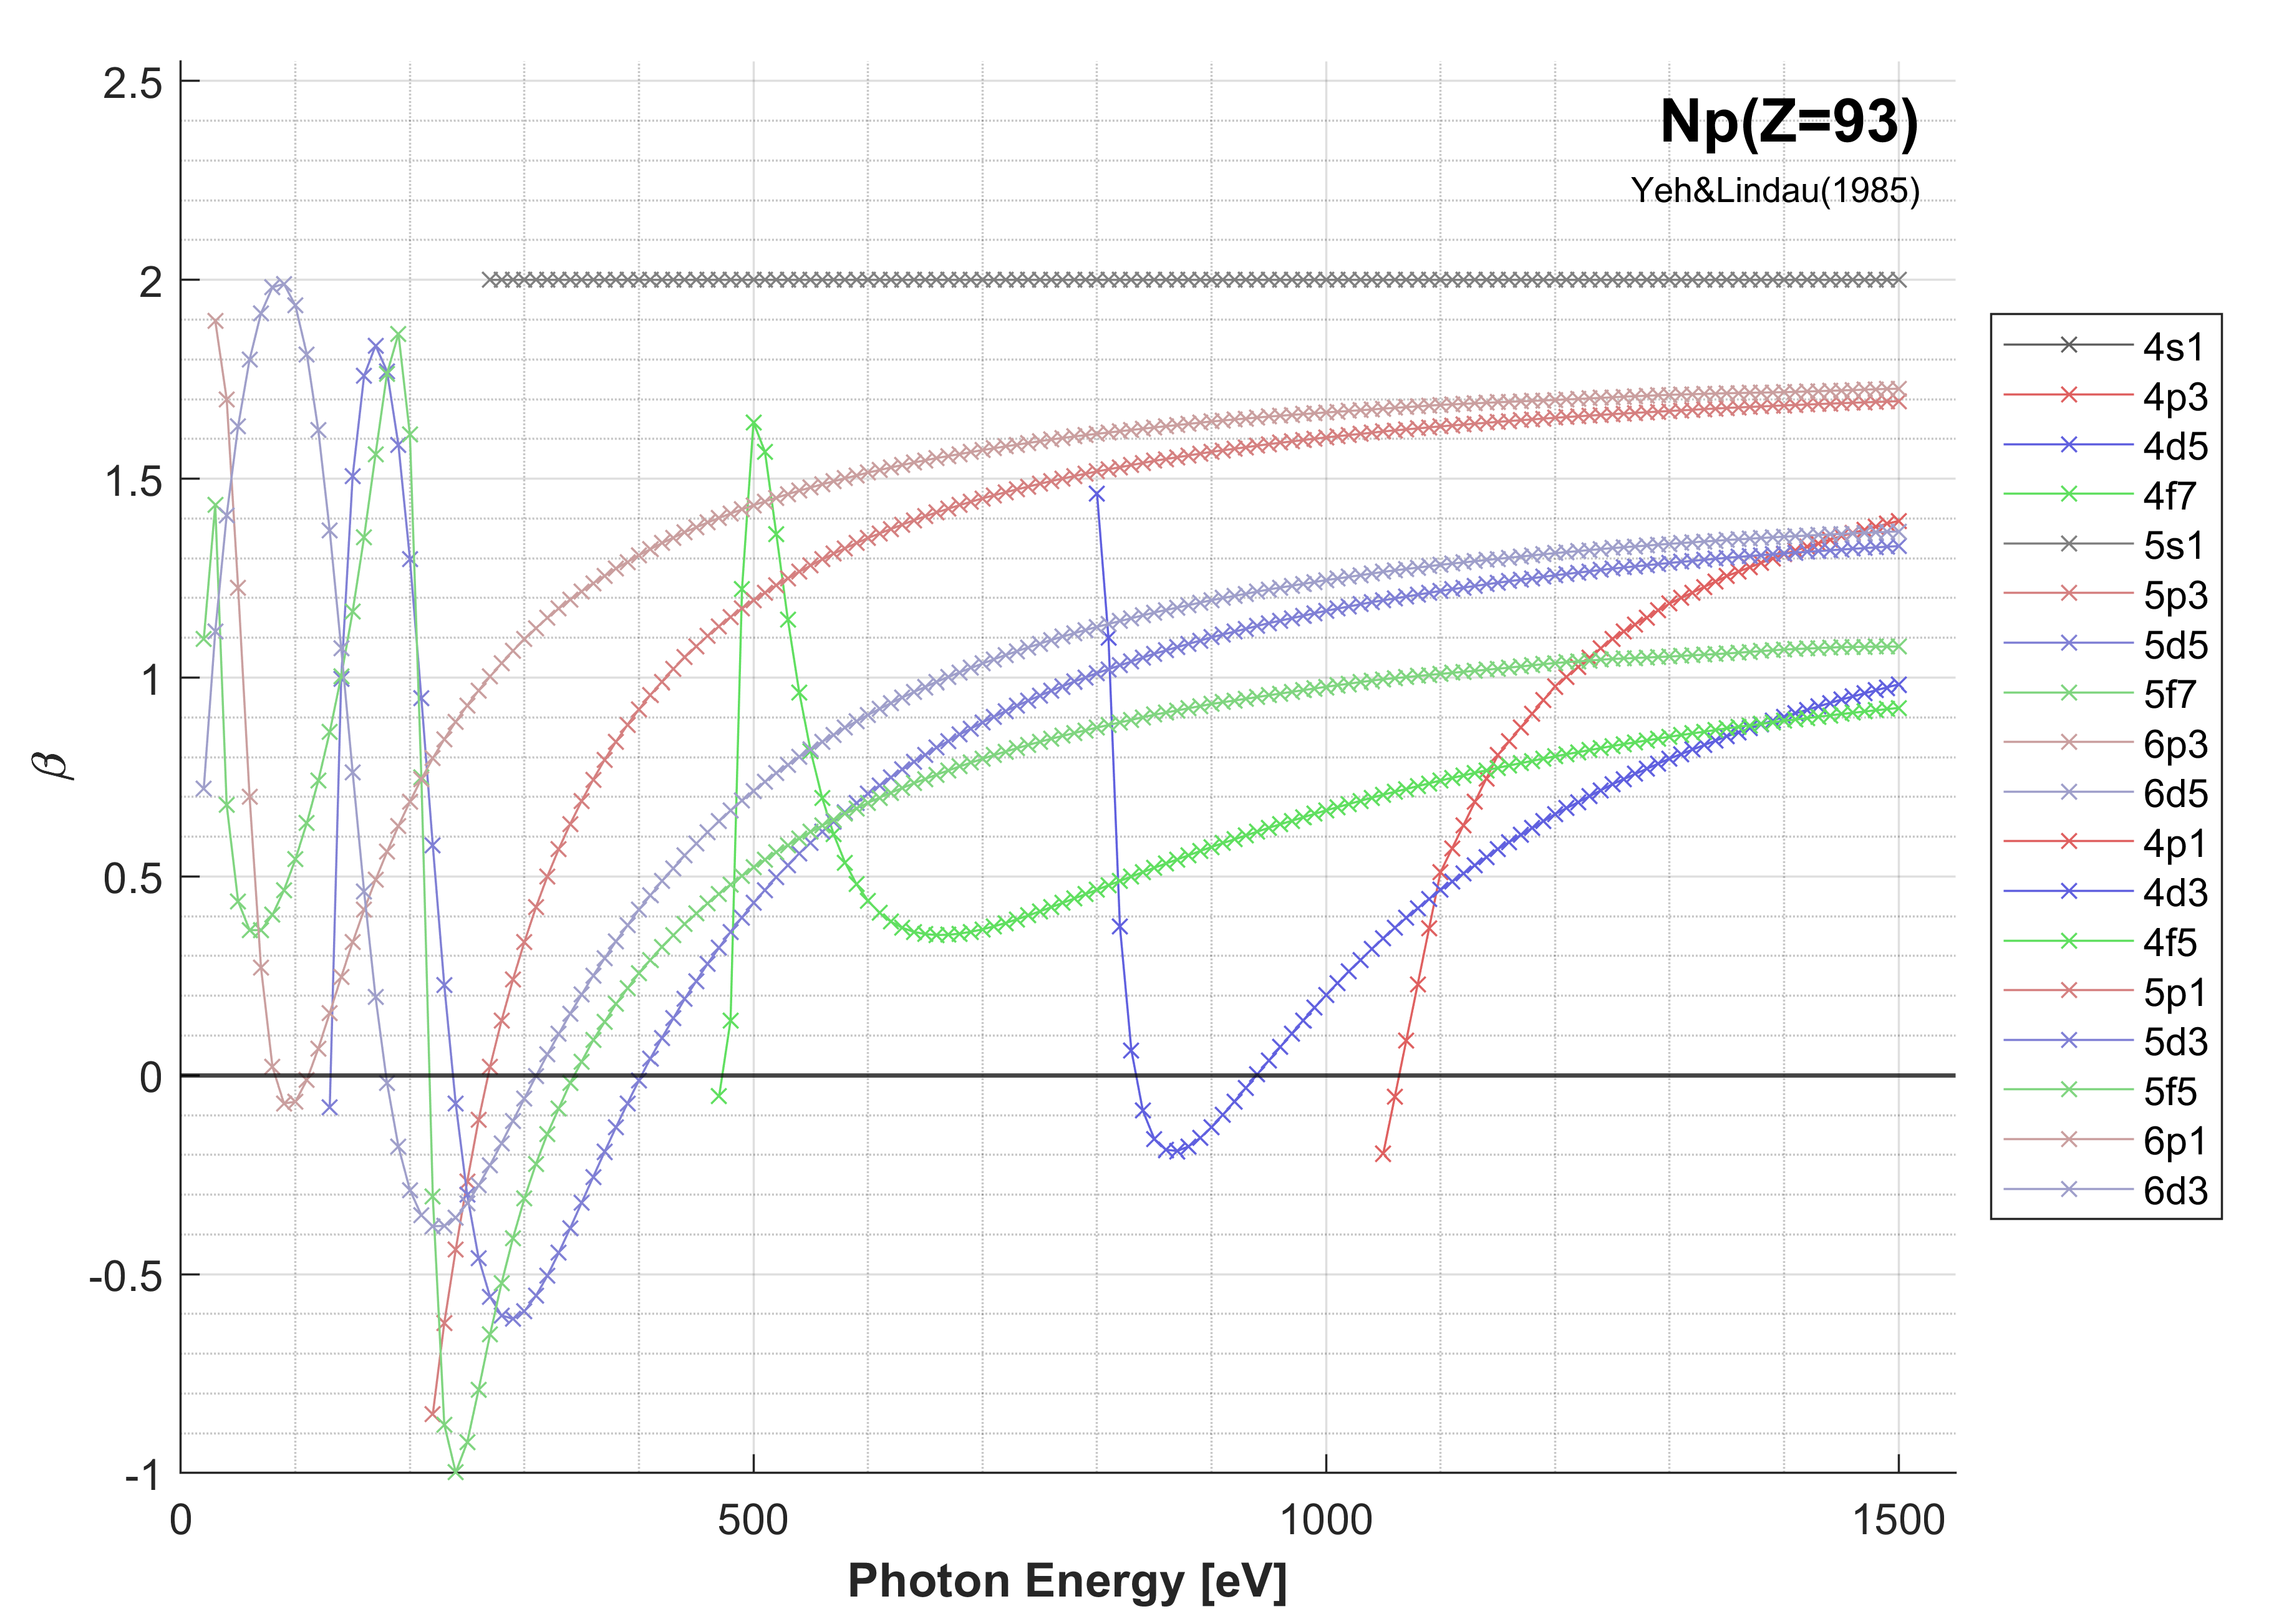 Np(Z=93)
Yeh&Lindau(1985)
2.5
2
1.5
1
0.5
0
-0.5
-1
β
0
500
1000
1500
Photon Energy [eV]
4s1
4p3
4d5
4f7
5s1
5p3
5d5
5f7
6p3
6d5
4p1
4d3
4f5
5p1
5d3
5f5
6p1
6d3